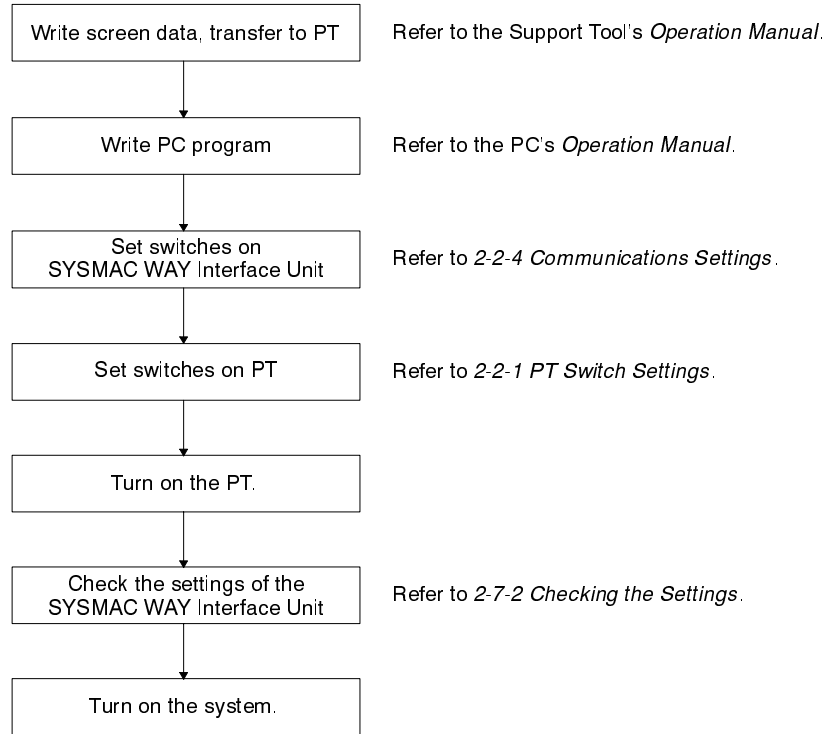 Write screen data, transfer to PT
Refer to the Support Tool's Operation Manual.
Write PC program
Refer to the PC's Operation Manual.
Set switches on
SYSMAC WAY Interface Unit
Refer to 2-2-4 Communications Settings.
Set switches on PT
Refer to 2-2-1 PT Switch Settings.
Turn on the PT.
Check the settings of the
SYSMAC WAY Interface Unit
Refer to 2-7-2 Checking the Settings.
Turn on the system.